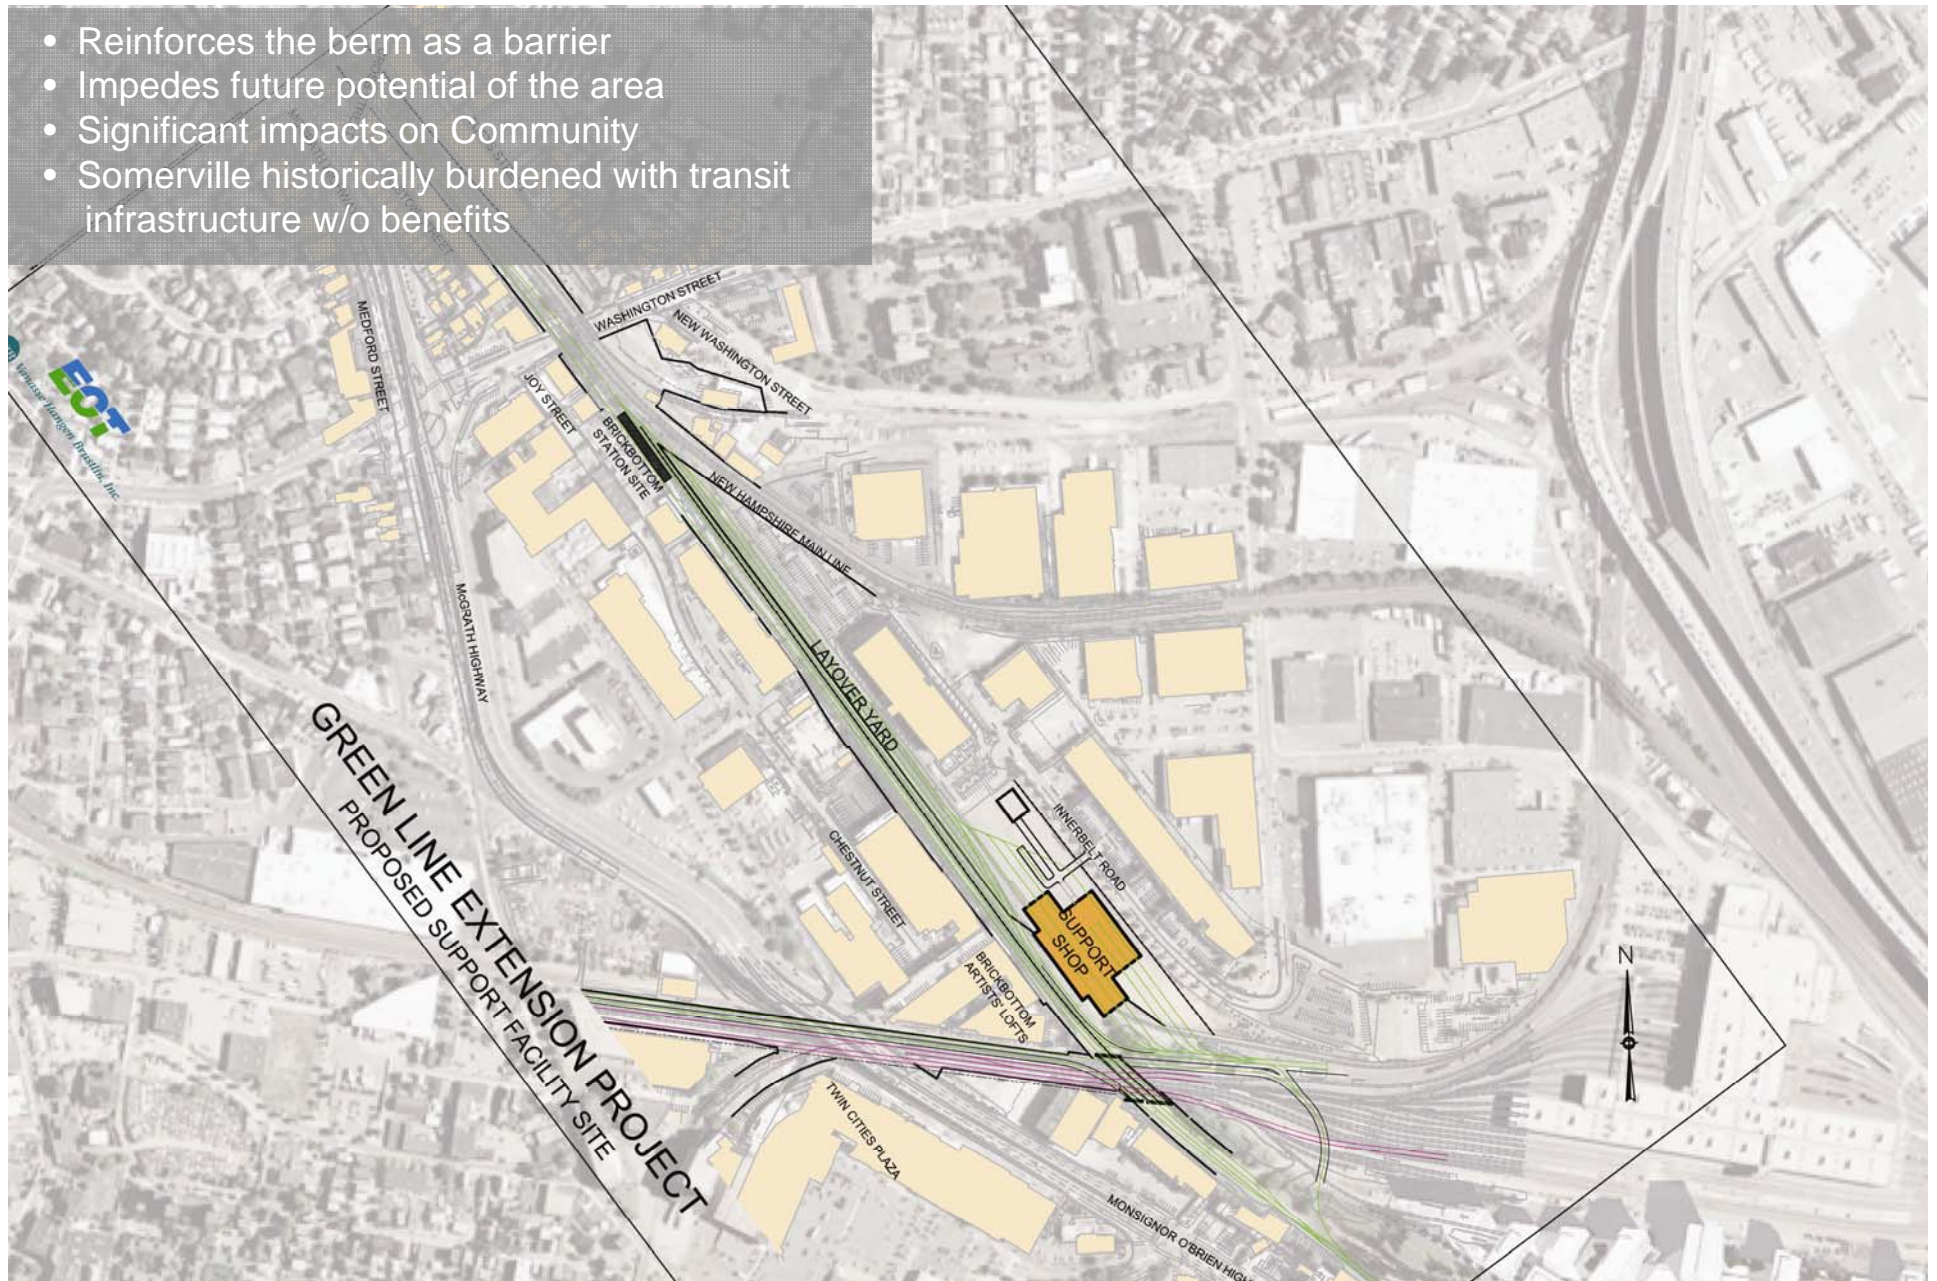 • Reinforces the berm as a barrier
• Impedes future potential of the area
• Significant impacts on Community
• Somerville historically burdened with transit
infrastructure w/o benefits
WASHINGTON STREET
NEW WASHINGTON STREET
MEDFORD STREET
JOY STREET
BRICKBOTTOM
STATION SITE
NEW HAMPSHIRE MAIN LINE
McGRATH HIGHWAY
LAYOVER YARD
INNERBELT ROAD
CHESTNUT STREET
SUPPORT
SHOP
BRICKBOTTOM
ARTISTS' LOFTS
N
TWIN CITIES PLAZA
MONSIGNOR O'BRIEN
GREEN LINE EXTENSION PROJECT
PROPOSED SUPPORT FACILITY SITE
Vanasse Hangen Brustlin, Inc.